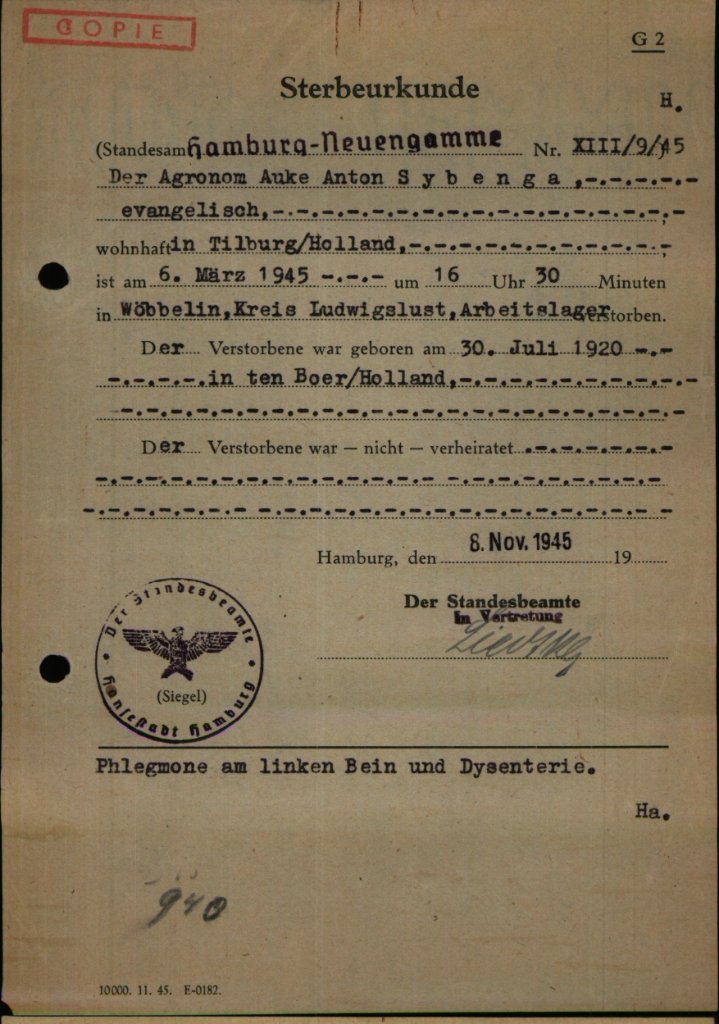 COPIE
G 2
Sterbeurkunde
H.
(Standesam Hamburg-Neuengamme Nr. XIII/9/45
Der Agronom Auke Anton S y b e n g a ,-.-.-.-.-
evangelisch,-.-.-.-.-.-.-.-.-.-.-.-.-.-.-.-.-.-
wohnhaft in Tilburg/Holland,-.-.-.-.-.-.-.-.-.-.-
ist am 6. März 1945 -.-.- um 16 Uhr 30 Minuten
in Wöbbelin,Kreis Ludwigslust,Arbeitslager verstorben.
Der Verstorbene war geboren am 30. Juli 1920 -.-
-.-.-.-.in ten Boer/Holland,-.-.-.-.-.-.-.-.-.-
-.-.-.-.-.-.-.-.-.-.-.-.-.-.-.-.-.-.-.-.-.-.-.-
Der Verstorbene war — nicht — verheiratet .-.-.-.-.-.-.-
-.-.-.-.-.-.-.-.-.-.-.-.-.- -.-.-.-.-.-.-.-.-
-.-.-.-.-.-.-.- -.-.-.-.-.-.-.-.-.-.-.-.-.-.- -
Hamburg, den 8. Nov. 1945 19
Der Standesbeamte
In Vertretung
Der Standesbeamte
(Siegel)
Hansestadt Hamburg
Phlegmone am linken Bein und Dysenterie.
Ha.
940
10000. 11. 45. E-0182.